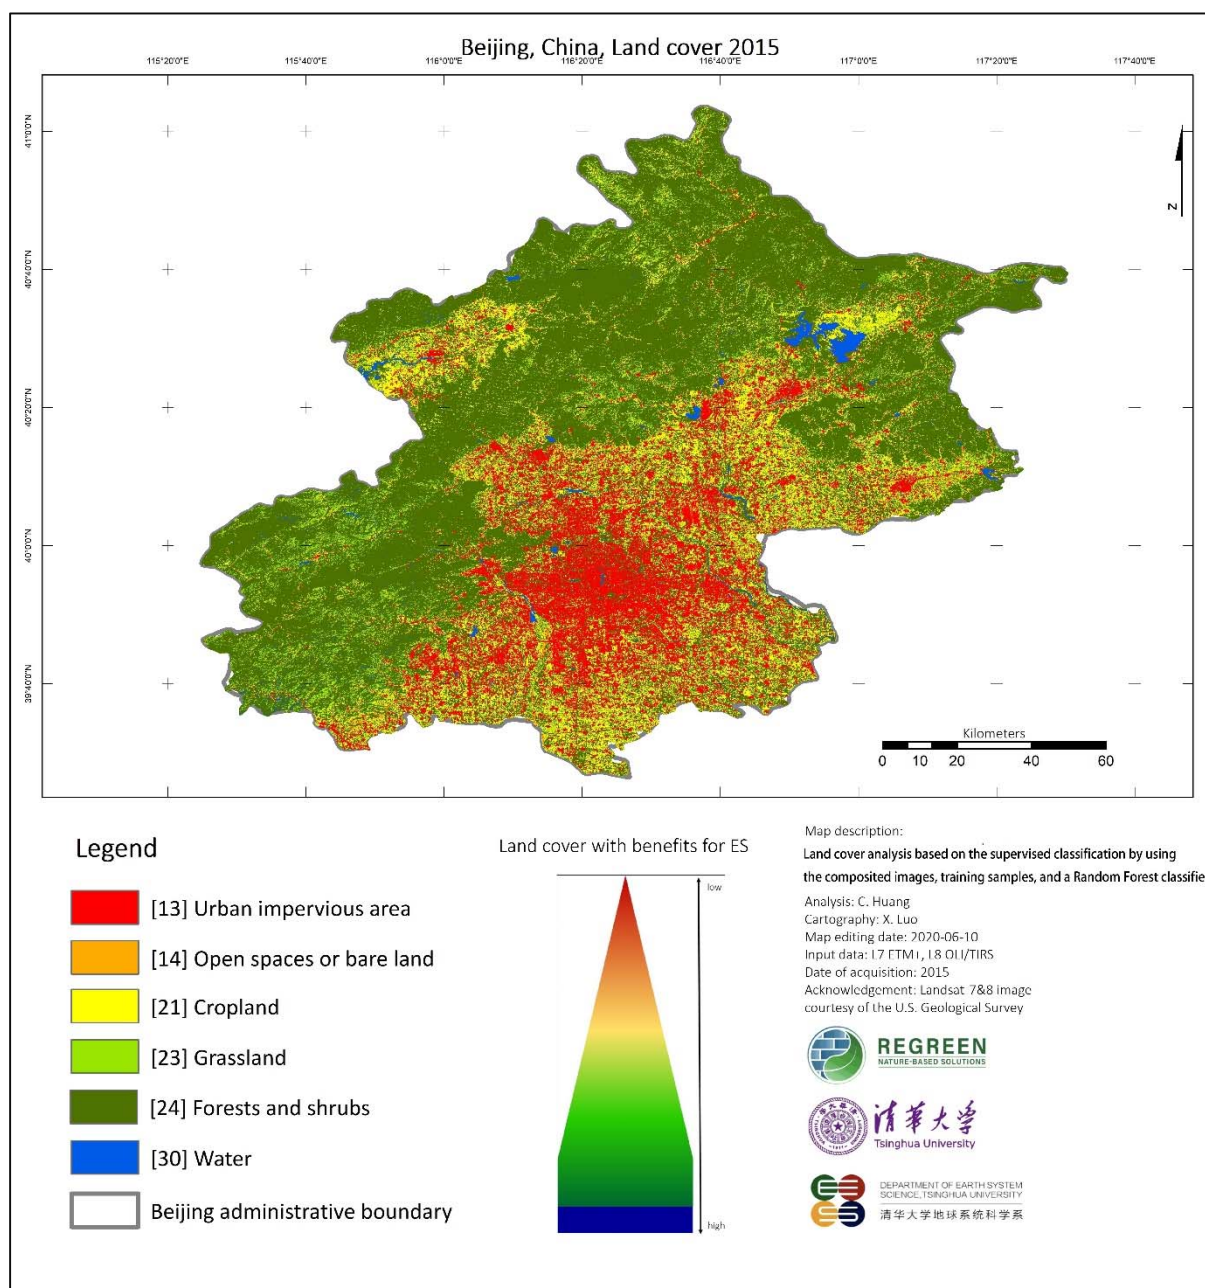 Beijing, China, Land cover 2015
115°20'0"E
115°40'0"E
116°0'0"E
116°20'0"E
116°40'0"E
117°0'0"E
117°20'0"E
117°40'0"E
41°0'0"N
40°40'0"N
40°20'0"N
40°0'0"N
39°40'0"N
Z
Kilometers
0 10 20 40 60
Legend
[13] Urban impervious area
[14] Open spaces or bare land
[21] Cropland
[23] Grassland
[24] Forests and shrubs
[30] Water
Beijing administrative boundary
Land cover with benefits for ES
low
high
Map description:
Land cover analysis based on the supervised classification by using
the composited images, training samples, and a Random Forest classifie
Analysis: C. Huang
Cartography: X. Luo
Map editing date: 2020-06-10
Input data: L7 ETM+, L8 OLI/TIRS
Date of acquisition: 2015
Acknowledgement: Landsat 7&8 image
courtesy of the U.S. Geological Survey
REGREEN
NATURE-BASED SOLUTIONS
清華大学
Tsinghua University
DEPARTMENT OF EARTH SYSTEM
SCIENCE, TSINGHUA UNIVERSITY
清华大学地球系统科学系